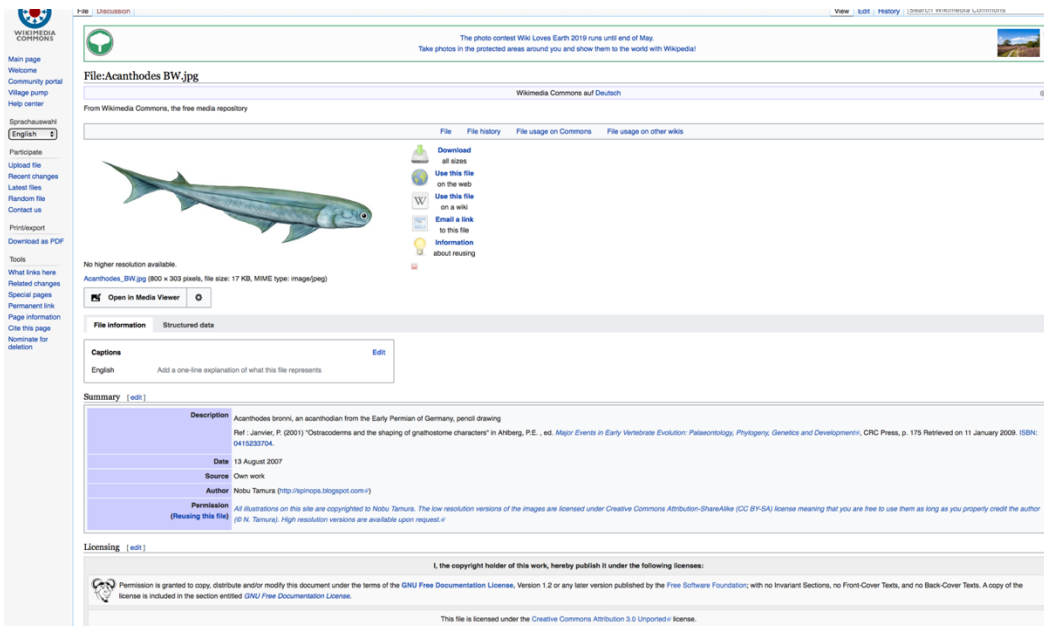 File Discussion View Edit History Search Wikimedia Commons
WIKIMEDIA
COMMONS
Main page
Welcome
Community portal
Village pump
Help center
Sprachauswahl
English
Participate
Upload file
Recent changes
Latest files
Random file
Contact us
Print/export
Download as PDF
Tools
What links here
Related changes
Special pages
Permanent link
Page information
Cite this page
Nominate for
deletion
The photo contest Wiki Loves Earth 2019 runs until end of May.
Take photos in the protected areas around you and show them to the world with Wikipedia!
File:Acanthodes BW.jpg
Wikimedia Commons auf Deutsch
From Wikimedia Commons, the free media repository
File File history File usage on Commons File usage on other wikis
Download
all sizes
Use this file
on the web
W
Use this file
on a wiki
Email a link
to this file
Information
about reusing
No higher resolution available.
Acanthodes_BW.jpg (800 × 303 pixels, file size: 17 KB, MIME type: image/jpeg)
Open in Media Viewer
File information Structured data
Captions Edit
English Add a one-line explanation of what this file represents
Summary [edit]
Description Acanthodes bronni, an acanthodian from the Early Permian of Germany, pencil drawing
Ref : Janvier, P. (2001) "Ostracoderms and the shaping of gnathostome characters" in Ahlberg, P.E. , ed. Major Events in Early Vertebrate Evolution: Palaeontology, Phylogeny, Genetics and Development, CRC Press, p. 175 Retrieved on 11 January 2009. ISBN:
0415233704.
Date 13 August 2007
Source Own work
Author Nobu Tamura (http://spinops.blogspot.com)
Permission
(Reusing this file)
All illustrations on this site are copyrighted to Nobu Tamura. The low resolution versions of the images are licensed under Creative Commons Attribution-ShareAlike (CC BY-SA) license meaning that you are free to use them as long as you properly credit the author
(© N. Tamura). High resolution versions are available upon request.
Licensing [edit]
I, the copyright holder of this work, hereby publish it under the following licenses:
Permission is granted to copy, distribute and/or modify this document under the terms of the GNU Free Documentation License, Version 1.2 or any later version published by the Free Software Foundation; with no Invariant Sections, no Front-Cover Texts, and no Back-Cover Texts. A copy of the
license is included in the section entitled GNU Free Documentation License.
This file is licensed under the Creative Commons Attribution 3.0 Unported license.